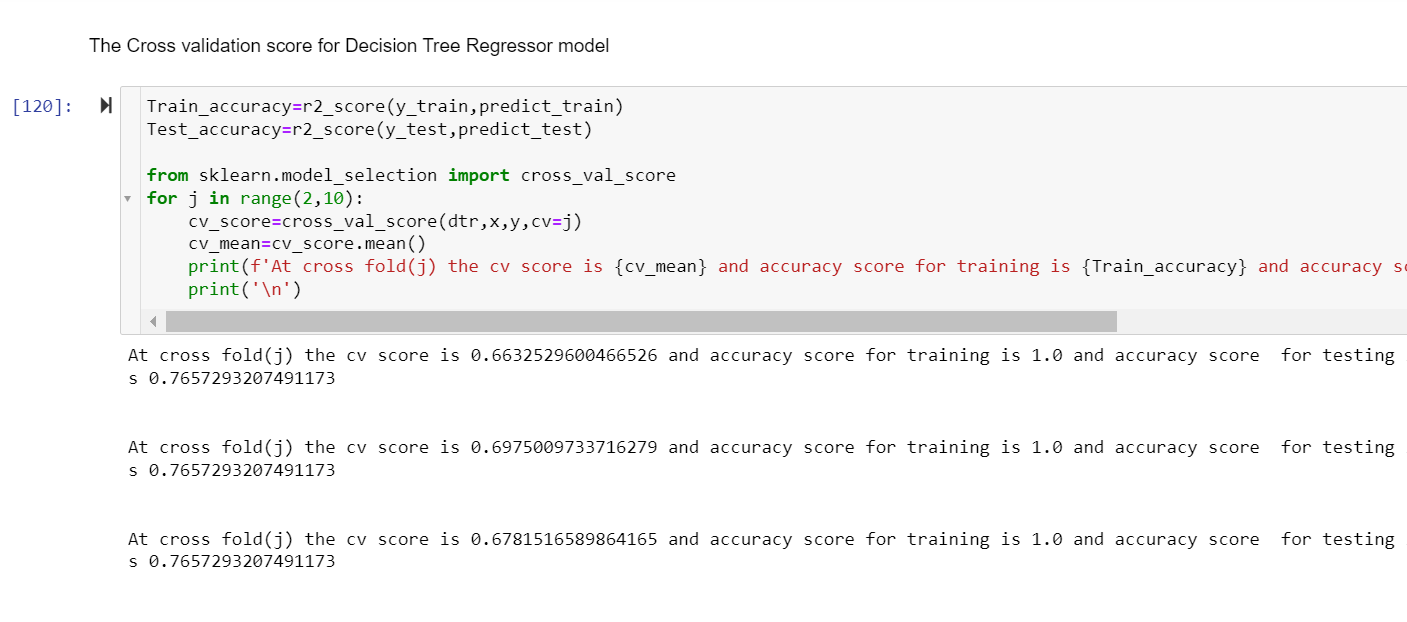 The Cross validation score for Decision Tree Regressor model
[120]:
Train_accuracy=r2_score(y_train,predict_train)
Test_accuracy=r2_score(y_test,predict_test)
from sklearn.model_selection import cross_val_score
for j in range(2,10):
    cv_score=cross_val_score(dtr,x,y,cv=j)
    cv_mean=cv_score.mean()
    print(f'At cross fold(j) the cv score is {cv_mean} and accuracy score for training is {Train_accuracy} and accuracy sc
    print('\n')
At cross fold(j) the cv score is 0.6632529600466526 and accuracy score for training is 1.0 and accuracy score  for testing
s 0.7657293207491173
At cross fold(j) the cv score is 0.6975009733716279 and accuracy score for training is 1.0 and accuracy score  for testing
s 0.7657293207491173
At cross fold(j) the cv score is 0.6781516589864165 and accuracy score for training is 1.0 and accuracy score  for testing
s 0.7657293207491173